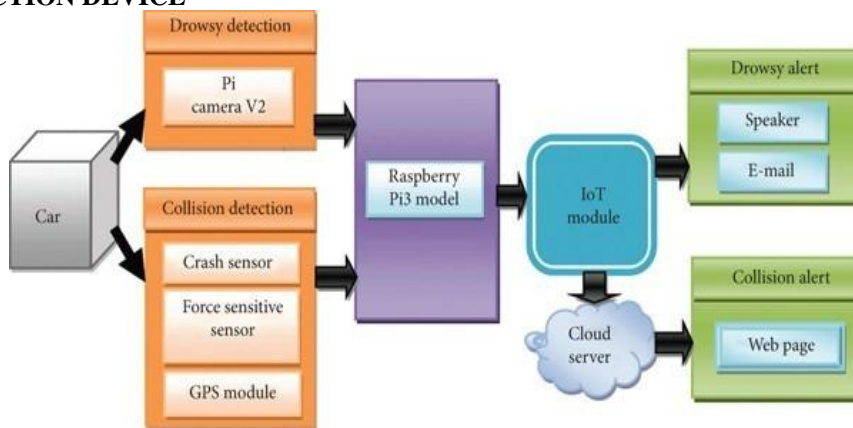 DEVICE
Drowsy detection
Pi
camera V2
Car
Collision detection
Crash sensor
Force sensitive
sensor
GPS module
Raspberry
Pi3 model
IoT
module
Cloud
server
Drowsy alert
Speaker
E-mail
Collision alert
Web page